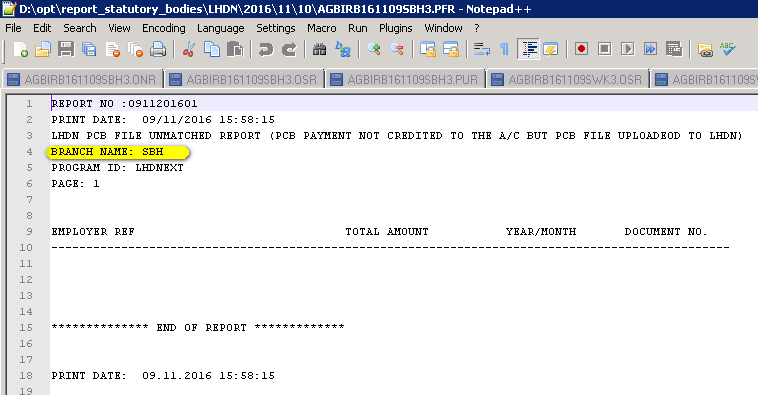 D:\opt\report_statutory_bodies\LHDN\2016\11\10\AGBIRB161109SBH3.PFR - Notepad++
File Edit Search View Encoding Language Settings Macro Run Plugins Window ?
AGBIRB161109SBH3.ONR AGBIRB161109SBH3.OSR AGBIRB161109SBH3.PUR AGBIRB161109SWK3.OSR AGBIRB161109SV
1 REPORT NO :0911201601
2 PRINT DATE: 09/11/2016 15:58:15
3 LHDN PCB FILE UNMATCHED REPORT (PCB PAYMENT NOT CREDITED TO THE A/C BUT PCB FILE UPLOADEOD TO LHDN)
4 BRANCH NAME: SBH
5 PROGRAM ID: LHDNEXT
6 PAGE: 1
7
8
9 EMPLOYER REF TOTAL AMOUNT YEAR/MONTH DOCUMENT NO.
10 -------------------------------------------------------------------------------------------------
11
12
13
14
15 ************** END OF REPORT *************
16
17
18 PRINT DATE: 09.11.2016 15:58:15
19